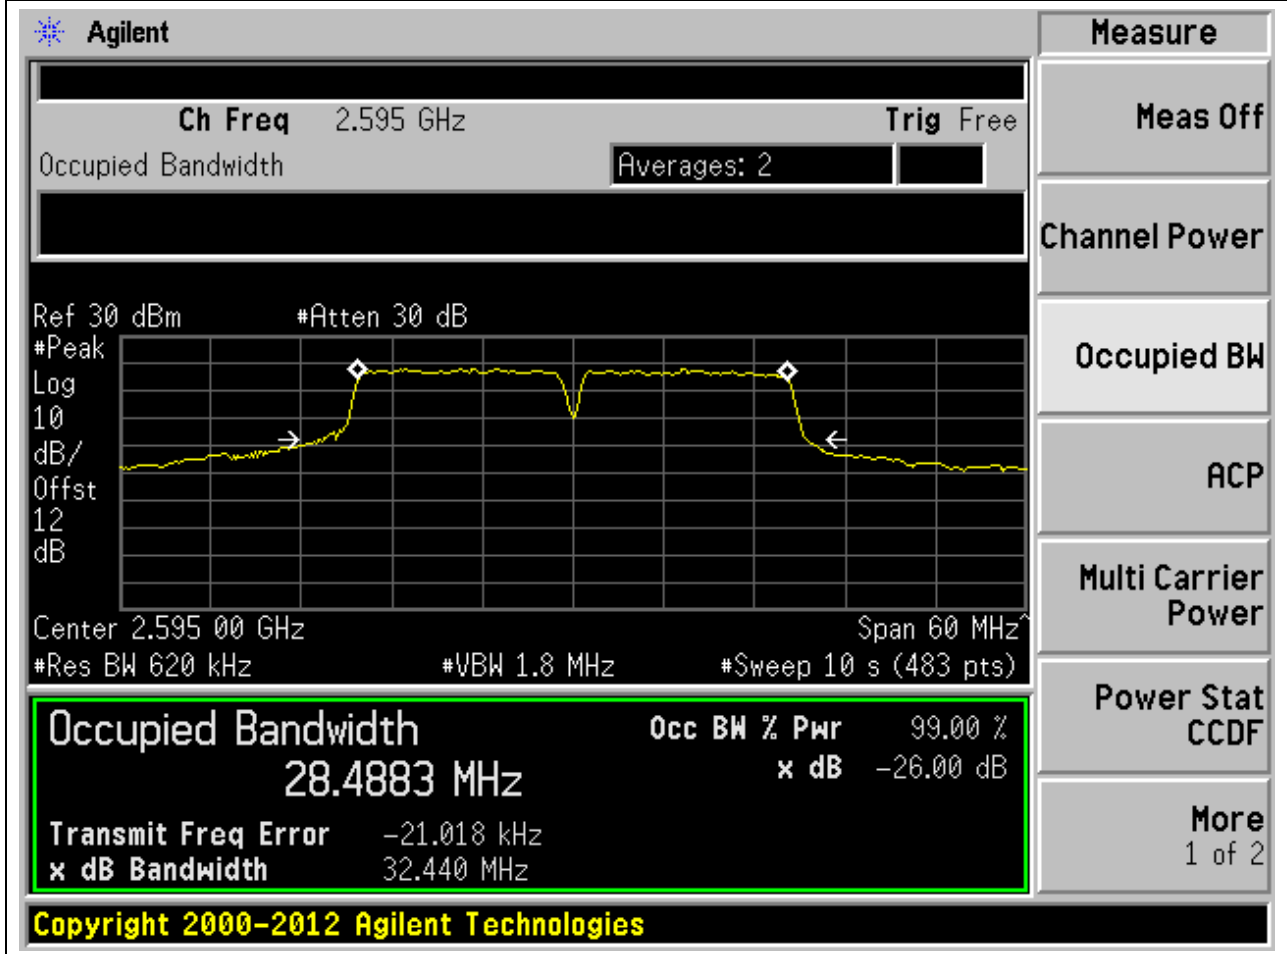 Agilent
Measure
Ch Freq 2.595 GHz Trig Free
Occupied Bandwidth Averages: 2
Meas Off
Channel Power
Ref 30 dBm #Atten 30 dB
#Peak
Log
10
dB/
Offst
12
dB
Occupied BW
ACP
Center 2.595 00 GHz Span 60 MHz^
#Res BW 620 kHz #VBW 1.8 MHz #Sweep 10 s (483 pts)
Multi Carrier
Power
Occupied Bandwidth Occ BW % Pwr 99.00 %
28.4883 MHz x dB -26.00 dB
Transmit Freq Error -21.018 kHz
x dB Bandwidth 32.440 MHz
Power Stat
CCDF
More
1 of 2
Copyright 2000-2012 Agilent Technologies